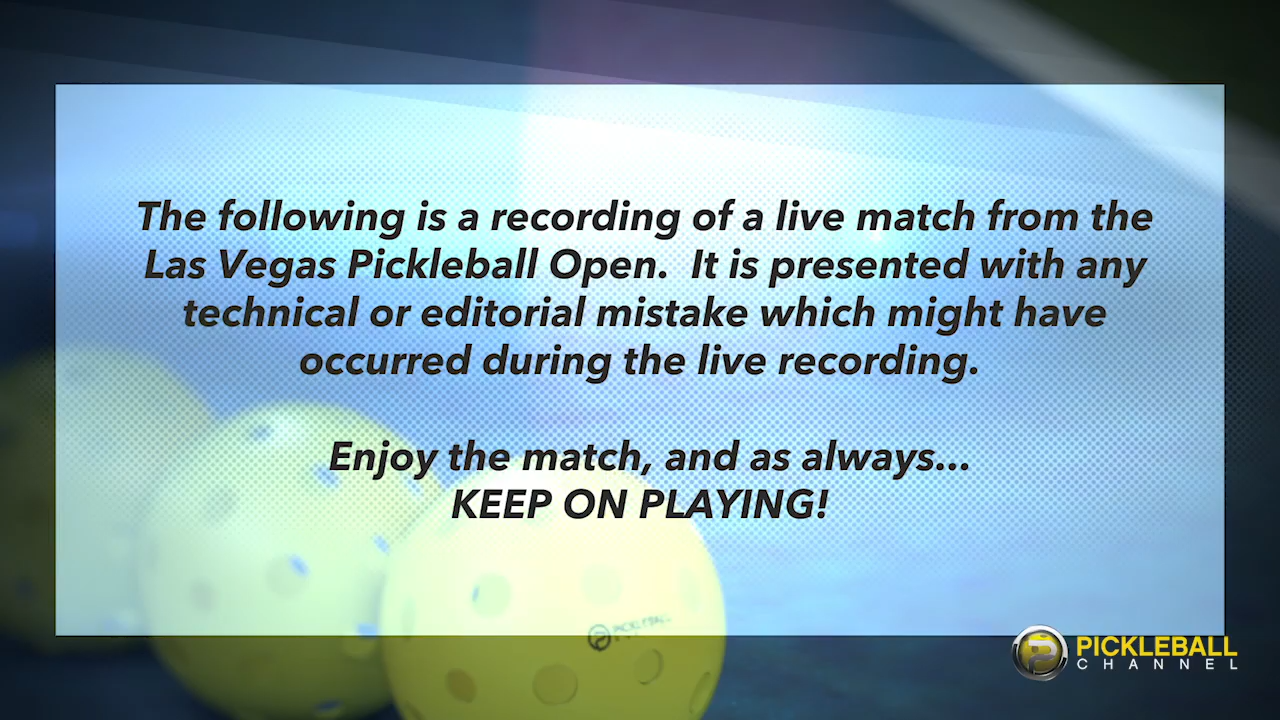 The following is a recording of a live match from the
Las Vegas Pickleball Open. It is presented with any
technical or editorial mistake which might have
occurred during the live recording.
Enjoy the match, and as always...
KEEP ON PLAYING!
PICKLEBALL
CHANNEL